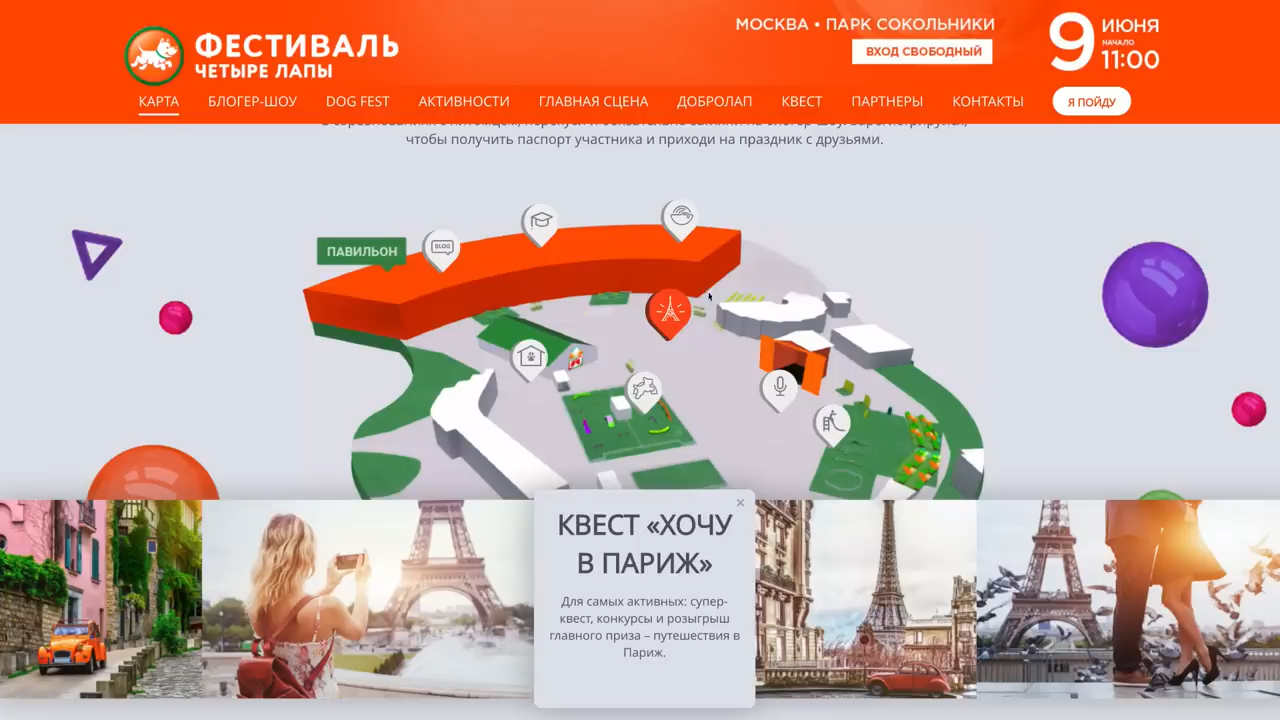 ФЕСТИВАЛЬ
ЧЕТЫРЕ ЛАПЫ
МОСКВА • ПАРК СОКОЛЬНИКИ
ВХОД СВОБОДНЫЙ
9
ИЮНЯ
НАЧАЛО
11:00
КАРТА
БЛОГЕР-ШОУ
DOG FEST
АКТИВНОСТИ
ГЛАВНАЯ СЦЕНА
ДОБРОЛАП
КВЕСТ
ПАРТНЕРЫ
КОНТАКТЫ
Я ПОЙДУ
чтобы получить паспорт участника и приходи на праздник с друзьями.
ПАВИЛЬОН
BLOG
КВЕСТ «ХОЧУ
В ПАРИЖ»
Для самых активных: супер-
квест, конкурсы и розыгрыш
главного приза – путешествия в
Париж.